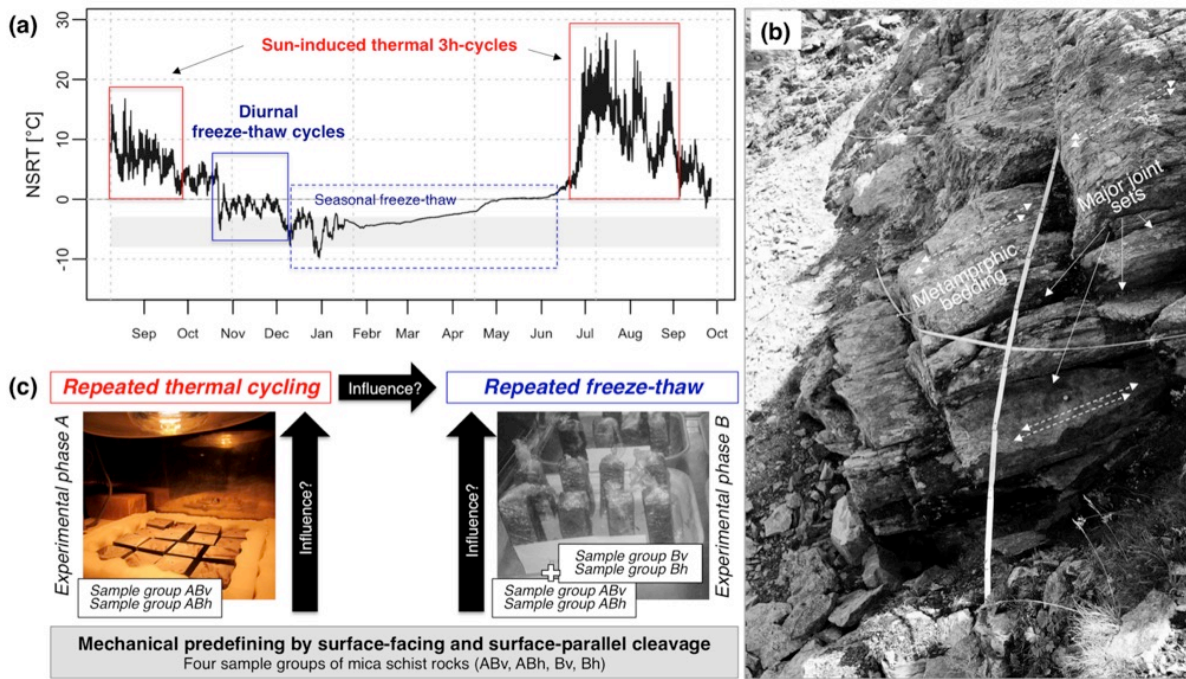 (a)
30
20
10
0
-10
NSRT [°C]
Sun-induced thermal 3h-cycles
Diurnal
freeze-thaw cycles
Seasonal freeze-thaw
Sep Oct Nov Dec Jan Febr Mar Apr May Jun Jul Aug Sep Oct
(b)
Major joint
sets
Metamorphic
bedding
(c)
Repeated thermal cycling
Influence?
Repeated freeze-thaw
Experimental phase A
Influence?
Influence?
Experimental phase B
Sample group ABv
Sample group ABh
Sample group Bv
Sample group Bh
+
Sample group ABv
Sample group ABh
Mechanical predefining by surface-facing and surface-parallel cleavage
Four sample groups of mica schist rocks (ABv, ABh, Bv, Bh)